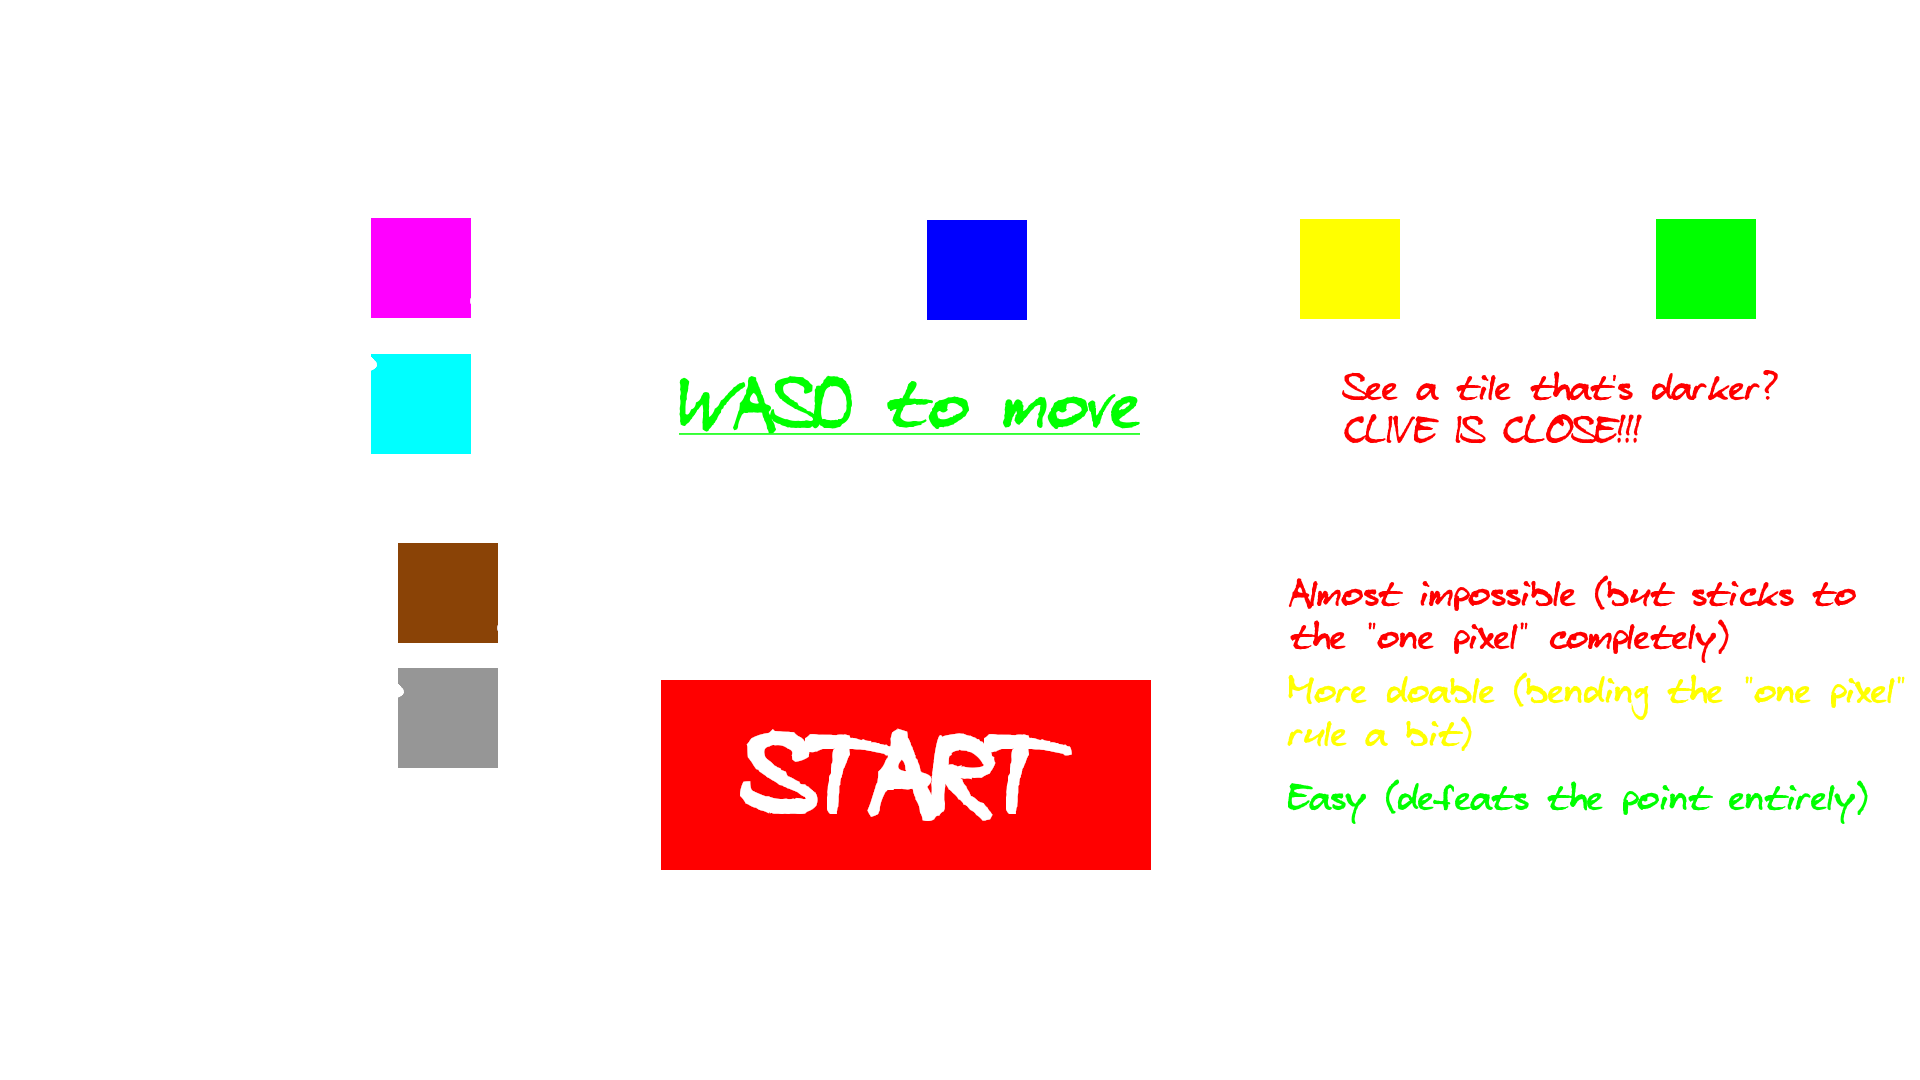 WASD to move
See a tile that's darker?
CLIVE IS CLOSE!!!
Almost impossible (but sticks to
the "one pixel" completely)
More doable (bending the "one pixel"
rule a bit)
START
Easy (defeats the point entirely)